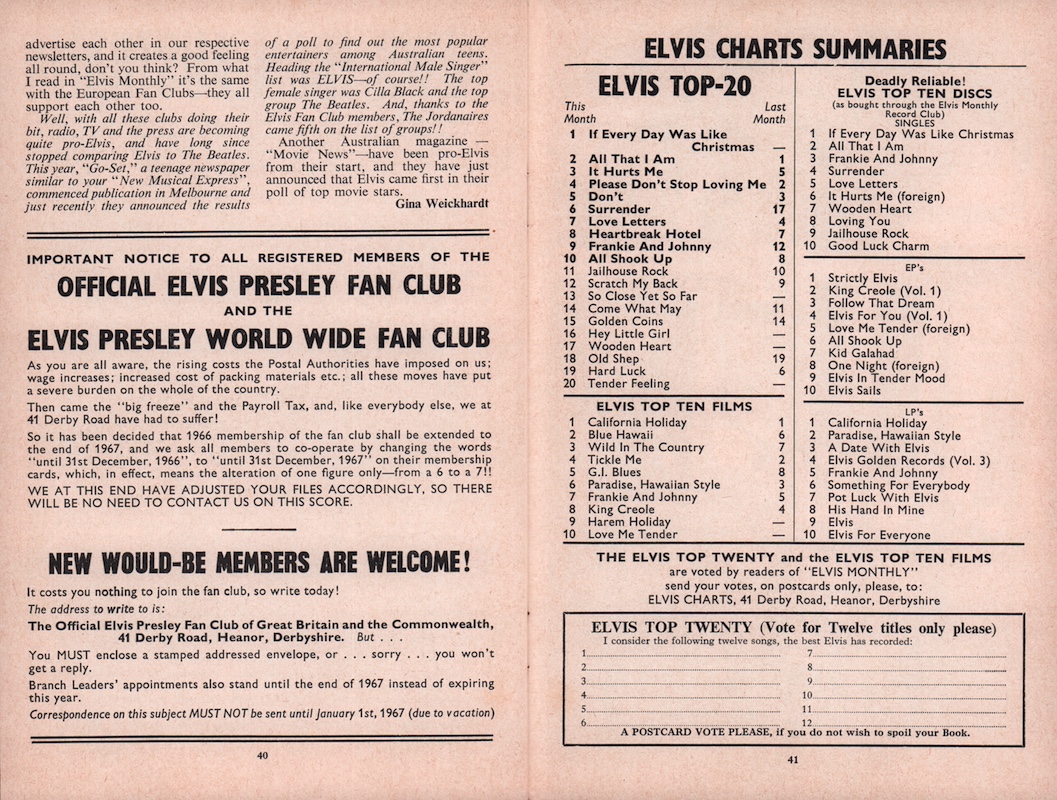 advertise each other in our respective
newsletters, and it creates a good feeling
all round, don't you think? From what
I read in "Elvis Monthly" it's the same
with the European Fan Clubs—they all
support each other too.
Well, with all these clubs doing their
bit, radio, TV and the press are becoming
quite pro-Elvis, and have long since
stopped comparing Elvis to The Beatles.
This year, "Go-Set," a teenage newspaper
similar to your "New Musical Express",
commenced publication in Melbourne and
just recently they announced the results
of a poll to find out the most popular
entertainers among Australian teens.
Heading the "International Male Singer"
list was ELVIS—of course!! The top
female singer was Cilla Black and the top
group The Beatles. And, thanks to the
Elvis Fan Club members, The Jordanaires
came fifth on the list of groups!!
Another Australian magazine —
"Movie News"—have been pro-Elvis
from their start, and they have just
announced that Elvis came first in their
poll of top movie stars.
Gina Weickhardt
IMPORTANT NOTICE TO ALL REGISTERED MEMBERS OF THE
OFFICIAL ELVIS PRESLEY FAN CLUB
AND THE
ELVIS PRESLEY WORLD WIDE FAN CLUB
As you are all aware, the rising costs the Postal Authorities have imposed on us;
wage increases; increased cost of packing materials etc.; all these moves have put
a severe burden on the whole of the country.
Then came the "big freeze" and the Payroll Tax, and, like everybody else, we at
41 Derby Road have had to suffer!
So it has been decided that 1966 membership of the fan club shall be extended to
the end of 1967, and we ask all members to co-operate by changing the words
"until 31st December, 1966", to "until 31st December, 1967" on their membership
cards, which, in effect, means the alteration of one figure only—from a 6 to a 7!!
WE AT THIS END HAVE ADJUSTED YOUR FILES ACCORDINGLY, SO THERE
WILL BE NO NEED TO CONTACT US ON THIS SCORE.
NEW WOULD-BE MEMBERS ARE WELCOME!
It costs you nothing to join the fan club, so write today!
The address to write to is:
The Official Elvis Presley Fan Club of Great Britain and the Commonwealth,
41 Derby Road, Heanor, Derbyshire. But . . .
You MUST enclose a stamped addressed envelope, or . . . sorry . . . you won't
get a reply.
Branch Leaders' appointments also stand until the end of 1967 instead of expiring
this year.
Correspondence on this subject MUST NOT be sent until January 1st, 1967 (due to vacation)
40
ELVIS CHARTS SUMMARIES
ELVIS TOP-20
This Last
Month Month
1 If Every Day Was Like
Christmas —
2 All That I Am 1
3 It Hurts Me 5
4 Please Don't Stop Loving Me 2
5 Don't 3
6 Surrender 17
7 Love Letters 4
8 Heartbreak Hotel 7
9 Frankie And Johnny 12
10 All Shook Up 8
11 Jailhouse Rock 10
12 Scratch My Back 9
13 So Close Yet So Far —
14 Come What May 11
15 Golden Coins 14
16 Hey Little Girl —
17 Wooden Heart —
18 Old Shep 19
19 Hard Luck 6
20 Tender Feeling —
ELVIS TOP TEN FILMS
1 California Holiday 1
2 Blue Hawaii 6
3 Wild In The Country 7
4 Tickle Me 2
5 G.I. Blues 8
6 Paradise, Hawaiian Style 3
7 Frankie And Johnny 5
8 King Creole 4
9 Harem Holiday —
10 Love Me Tender —
Deadly Reliable!
ELVIS TOP TEN DISCS
(as bought through the Elvis Monthly
Record Club)
SINGLES
1 If Every Day Was Like Christmas
2 All That I Am
3 Frankie And Johnny
4 Surrender
5 Love Letters
6 It Hurts Me (foreign)
7 Wooden Heart
8 Loving You
9 Jailhouse Rock
10 Good Luck Charm
EP's
1 Strictly Elvis
2 King Creole (Vol. 1)
3 Follow That Dream
4 Elvis For You (Vol. 1)
5 Love Me Tender (foreign)
6 All Shook Up
7 Kid Galahad
8 One Night (foreign)
9 Elvis In Tender Mood
10 Elvis Sails
LP's
1 California Holiday
2 Paradise, Hawaiian Style
3 A Date With Elvis
4 Elvis Golden Records (Vol. 3)
5 Frankie And Johnny
6 Something For Everybody
7 Pot Luck With Elvis
8 His Hand In Mine
9 Elvis
10 Elvis For Everyone
THE ELVIS TOP TWENTY and the ELVIS TOP TEN FILMS
are voted by readers of "ELVIS MONTHLY"
send your votes, on postcards only, please, to:
ELVIS CHARTS, 41 Derby Road, Heanor, Derbyshire
ELVIS TOP TWENTY (Vote for Twelve titles only please)
I consider the following twelve songs, the best Elvis has recorded:
1
2
3
4
5
6
7
8
9
10
11
12
A POSTCARD VOTE PLEASE, if you do not wish to spoil your Book.
41